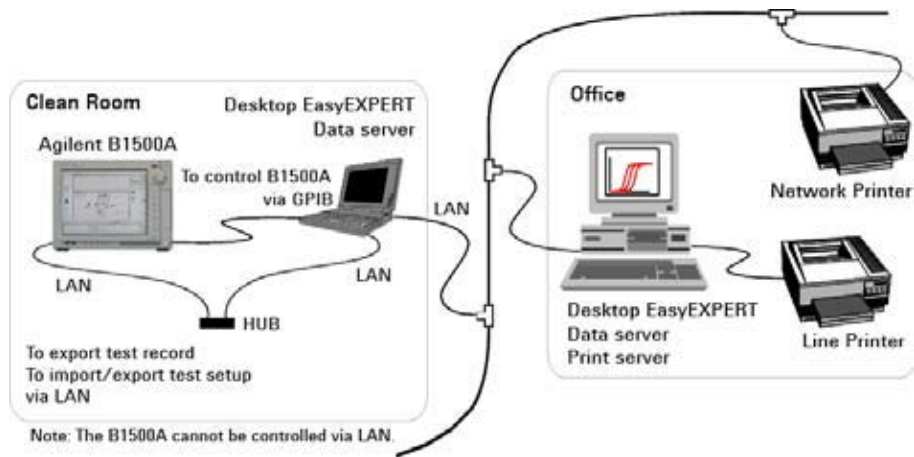 Clean Room
Desktop EasyEXPERT
Data server
Agilent B1500A
To control B1500A
via GPIB
LAN
LAN
LAN
HUB
To export test record
To import/export test setup
via LAN
Note: The B1500A cannot be controlled via LAN.
Office
Network Printer
Desktop EasyEXPERT
Data server
Print server
Line Printer